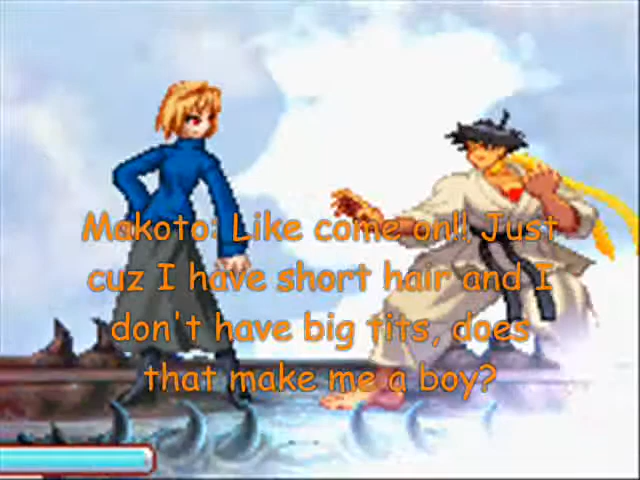 Makoto: Like come on!! Just
cuz I have short hair and I
don't have big tits, does
that make me a boy?